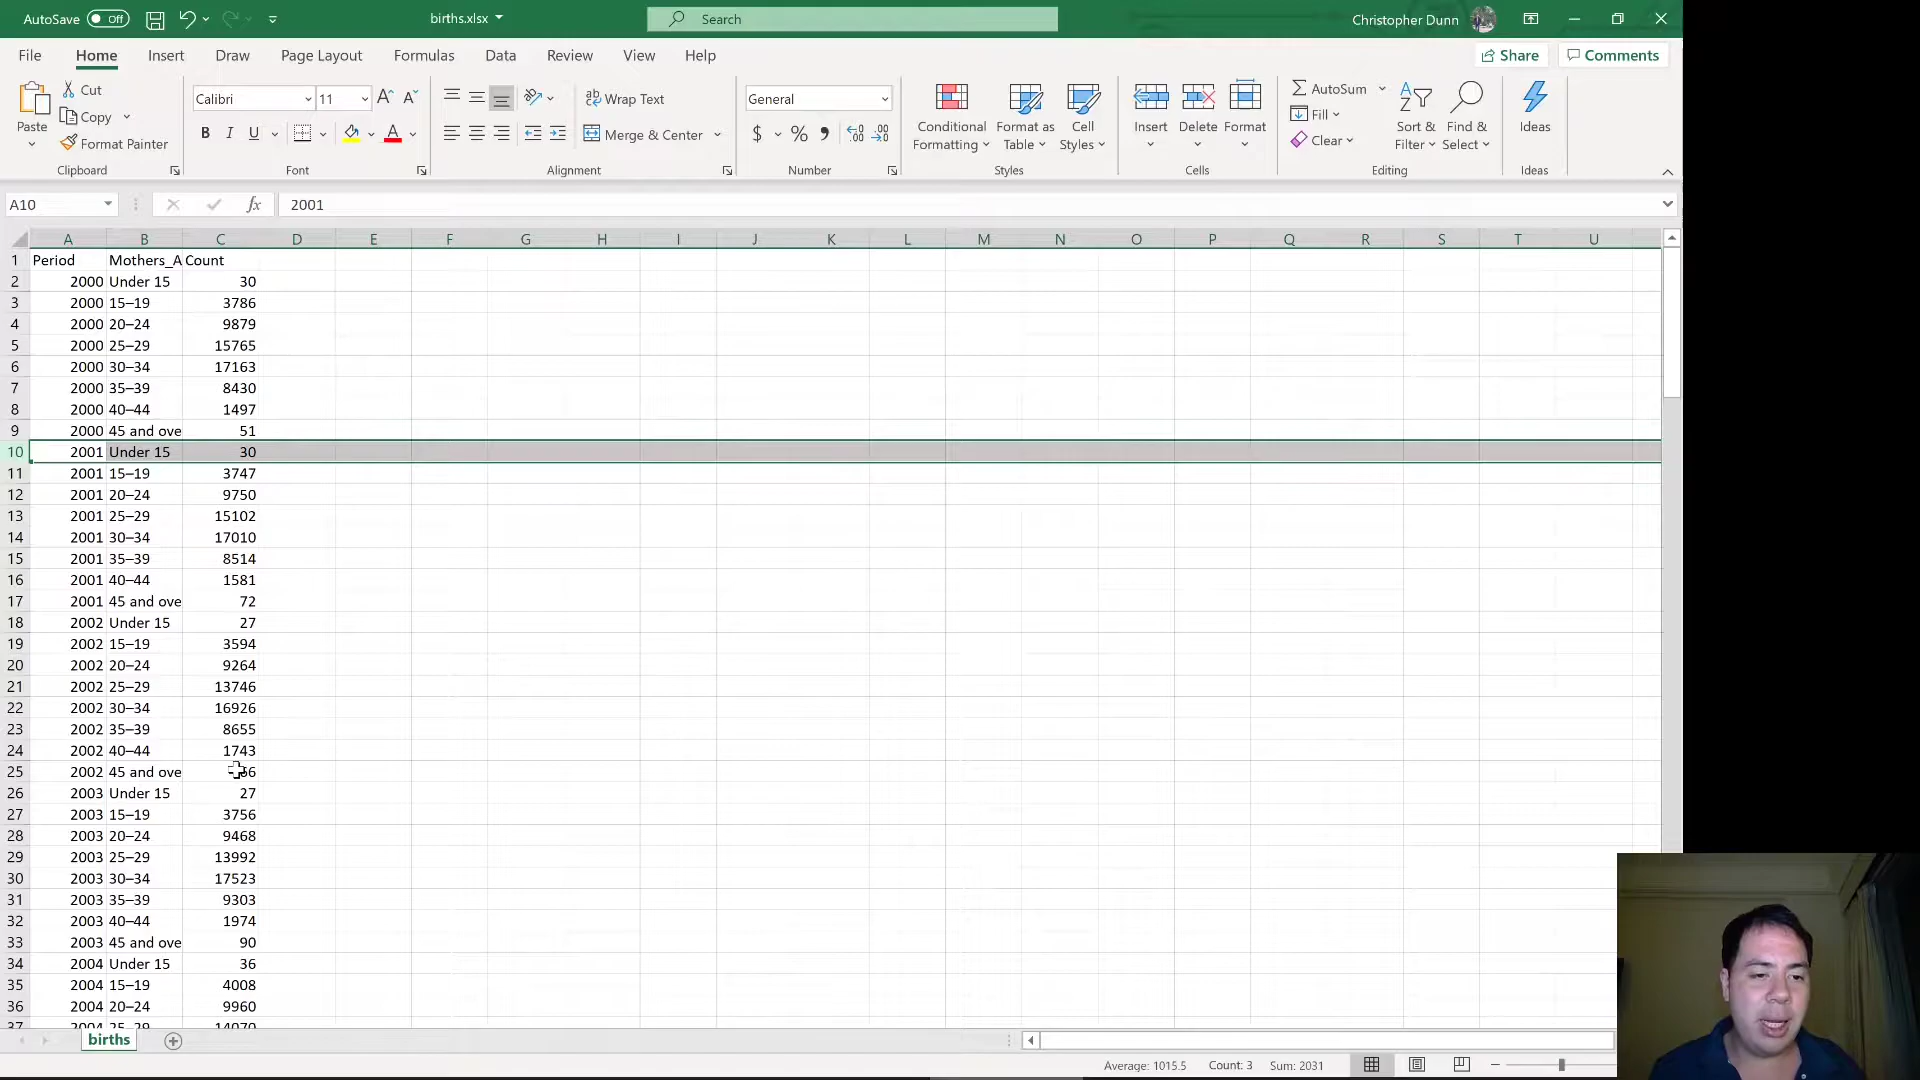 AutoSave Off births.xlsx Search Christopher Dunn
File Home Insert Draw Page Layout Formulas Data Review View Help Share Comments
Paste Cut Copy Format Painter
Clipboard
Calibri 11
B I U A
Font
Wrap Text
Merge & Center
Alignment
General
$ % ,
Number
Conditional Formatting Format as Table Cell Styles
Styles
Insert Delete Format
Cells
AutoSum
Fill
Clear
Sort & Filter Find & Select
Editing
Ideas
Ideas
A10 fx 2001
A B C D E F G H I J K L M N O P Q R S T U
1 Period Mothers_A Count
2 2000 Under 15 30
3 2000 15–19 3786
4 2000 20–24 9879
5 2000 25–29 15765
6 2000 30–34 17163
7 2000 35–39 8430
8 2000 40–44 1497
9 2000 45 and ove 51
10 2001 Under 15 30
11 2001 15–19 3747
12 2001 20–24 9750
13 2001 25–29 15102
14 2001 30–34 17010
15 2001 35–39 8514
16 2001 40–44 1581
17 2001 45 and ove 72
18 2002 Under 15 27
19 2002 15–19 3594
20 2002 20–24 9264
21 2002 25–29 13746
22 2002 30–34 16926
23 2002 35–39 8655
24 2002 40–44 1743
25 2002 45 and ove
26 2003 Under 15 27
27 2003 15–19 3756
28 2003 20–24 9468
29 2003 25–29 13992
30 2003 30–34 17523
31 2003 35–39 9303
32 2003 40–44 1974
33 2003 45 and ove 90
34 2004 Under 15 36
35 2004 15–19 4008
36 2004 20–24 9960
births
Average: 1015.5 Count: 3 Sum: 2031